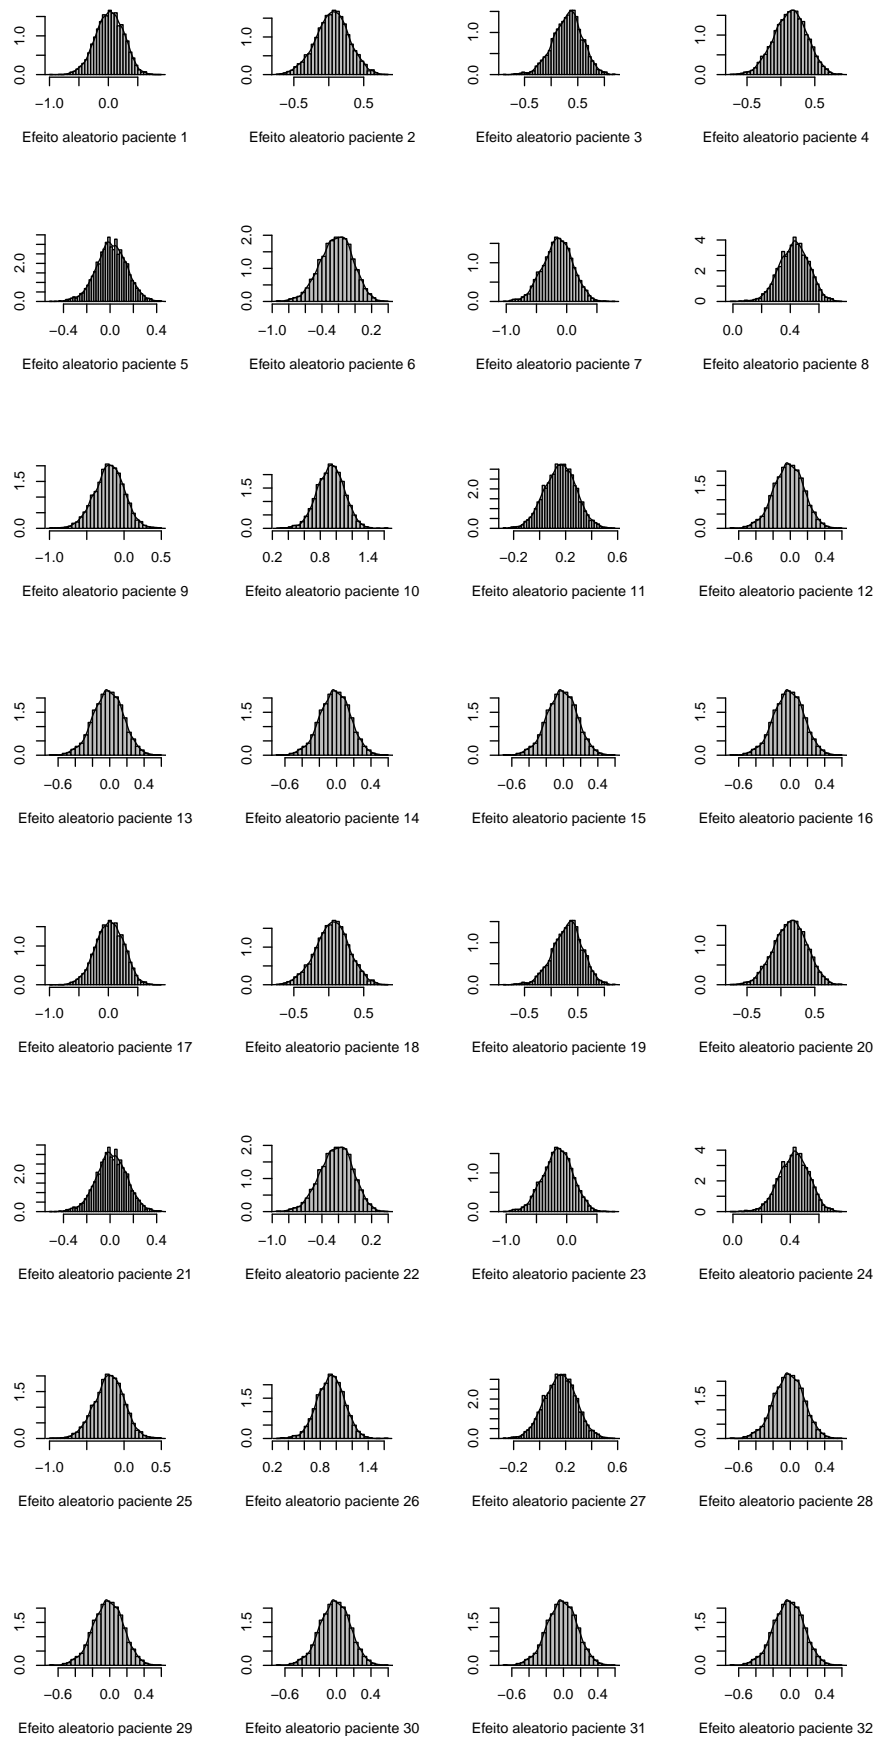 0.0 1.0
−1.0 0.0
Efeito aleatorio paciente 1
0.0 1.0
−0.5 0.5
Efeito aleatorio paciente 2
0.0 1.0
−0.5 0.5
Efeito aleatorio paciente 3
0.0 1.0
−0.5 0.5
Efeito aleatorio paciente 4
0.0 2.0
−0.4 0.0 0.4
Efeito aleatorio paciente 5
0.0 1.0 2.0
−1.0 −0.4 0.2
Efeito aleatorio paciente 6
0.0 1.0
−1.0 0.0
Efeito aleatorio paciente 7
0 2 4
0.0 0.4
Efeito aleatorio paciente 8
0.0 1.5
−1.0 0.0 0.5
Efeito aleatorio paciente 9
0.0 1.5
0.2 0.8 1.4
Efeito aleatorio paciente 10
0.0 2.0
−0.2 0.2 0.6
Efeito aleatorio paciente 11
0.0 1.5
−0.6 0.0 0.4
Efeito aleatorio paciente 12
0.0 1.5
−0.6 0.0 0.4
Efeito aleatorio paciente 13
0.0 1.5
−0.6 0.0 0.4
Efeito aleatorio paciente 14
0.0 1.5
−0.6 0.0 0.4
Efeito aleatorio paciente 15
0.0 1.5
−0.6 0.0 0.4
Efeito aleatorio paciente 16
0.0 1.0
−1.0 0.0
Efeito aleatorio paciente 17
0.0 1.0
−0.5 0.5
Efeito aleatorio paciente 18
0.0 1.0
−0.5 0.5
Efeito aleatorio paciente 19
0.0 1.0
−0.5 0.5
Efeito aleatorio paciente 20
0.0 2.0
−0.4 0.0 0.4
Efeito aleatorio paciente 21
0.0 1.0 2.0
−1.0 −0.4 0.2
Efeito aleatorio paciente 22
0.0 1.0
−1.0 0.0
Efeito aleatorio paciente 23
0 2 4
0.0 0.4
Efeito aleatorio paciente 24
0.0 1.5
−1.0 0.0 0.5
Efeito aleatorio paciente 25
0.0 1.5
0.2 0.8 1.4
Efeito aleatorio paciente 26
0.0 2.0
−0.2 0.2 0.6
Efeito aleatorio paciente 27
0.0 1.5
−0.6 0.0 0.4
Efeito aleatorio paciente 28
0.0 1.5
−0.6 0.0 0.4
Efeito aleatorio paciente 29
0.0 1.5
−0.6 0.0 0.4
Efeito aleatorio paciente 30
0.0 1.5
−0.6 0.0 0.4
Efeito aleatorio paciente 31
0.0 1.5
−0.6 0.0 0.4
Efeito aleatorio paciente 32